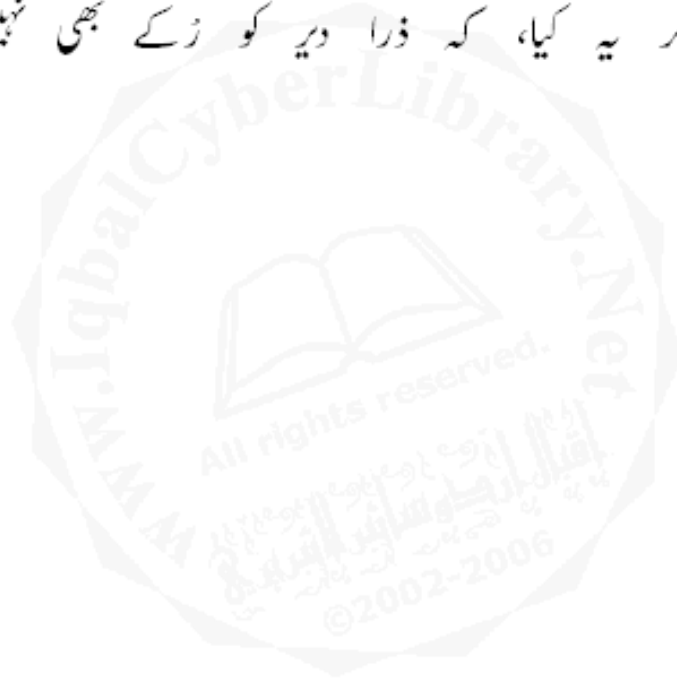 یہ کیا، کہ ذرا دیر کو رُکے بھی
www.IqbalCyberLibrary.Net
All rights reserved.
©2002-2006